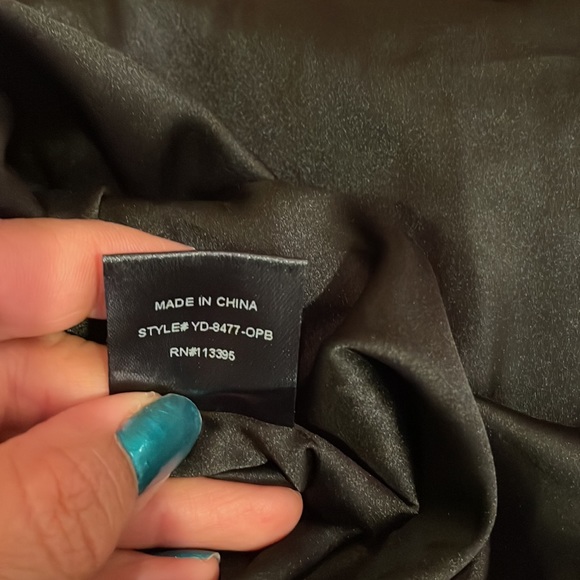 MADE IN CHINA
STYLE# YD-8477-OPB
RN#113395